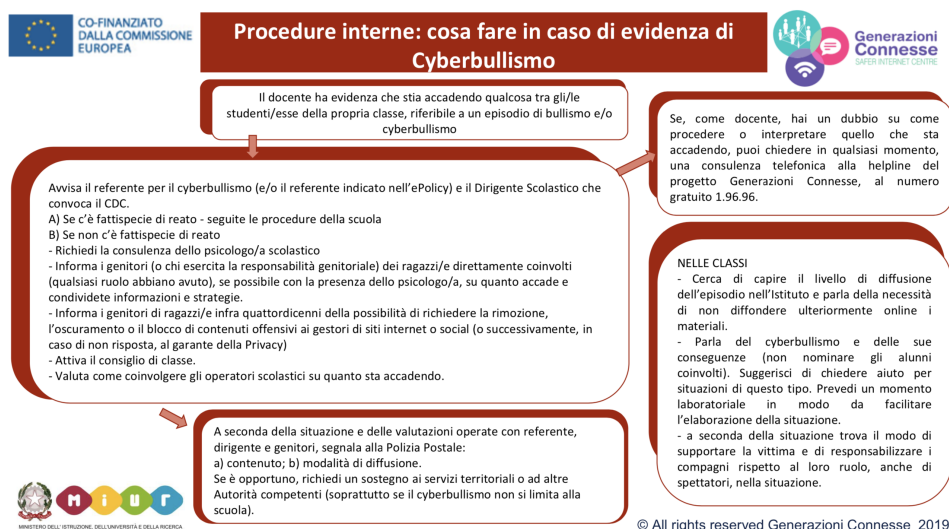 CO-FINANZIATO
DALLA COMMISSIONE
EUROPEA
Procedure interne: cosa fare in caso di evidenza di
Cyberbullismo
Generazioni
Connesse
SAFER INTERNET CENTRE
Il docente ha evidenza che stia accadendo qualcosa tra gli/le
studenti/esse della propria classe, riferibile a un episodio di bullismo e/o
cyberbullismo
Se, come docente, hai un dubbio su come
procedere o interpretare quello che sta
accadendo, puoi chiedere in qualsiasi momento,
una consulenza telefonica alla helpline del
progetto Generazioni Connesse, al numero
gratuito 1.96.96.
Avvisa il referente per il cyberbullismo (e/o il referente indicato nell’ePolicy) e il Dirigente Scolastico che
convoca il CDC.
A) Se c’è fattispecie di reato - seguite le procedure della scuola
B) Se non c’è fattispecie di reato
- Richiedi la consulenza dello psicologo/a scolastico
- Informa i genitori (o chi esercita la responsabilità genitoriale) dei ragazzi/e direttamente coinvolti
(qualsiasi ruolo abbiano avuto), se possibile con la presenza dello psicologo/a, su quanto accade e
condividete informazioni e strategie.
- Informa i genitori di ragazzi/e infra quattordicenni della possibilità di richiedere la rimozione,
l’oscuramento o il blocco di contenuti offensivi ai gestori di siti internet o social (o successivamente, in
caso di non risposta, al garante della Privacy)
- Attiva il consiglio di classe.
- Valuta come coinvolgere gli operatori scolastici su quanto sta accadendo.
NELLE CLASSI
- Cerca di capire il livello di diffusione
dell’episodio nell’Istituto e parla della necessità
di non diffondere ulteriormente online i
materiali.
- Parla del cyberbullismo e delle sue
conseguenze (non nominare gli alunni
coinvolti). Suggerisci di chiedere aiuto per
situazioni di questo tipo. Prevedi un momento
laboratoriale in modo da facilitare
l’elaborazione della situazione.
- a seconda della situazione trova il modo di
supportare la vittima e di responsabilizzare i
compagni rispetto al loro ruolo, anche di
spettatori, nella situazione.
A seconda della situazione e delle valutazioni operate con referente,
dirigente e genitori, segnala alla Polizia Postale:
a) contenuto; b) modalità di diffusione.
Se è opportuno, richiedi un sostegno ai servizi territoriali o ad altre
Autorità competenti (soprattutto se il cyberbullismo non si limita alla
scuola).
miur
MINISTERO DELL’ISTRUZIONE, DELL’UNIVERSITÀ E DELLA RICERCA
© All rights reserved Generazioni Connesse 2019